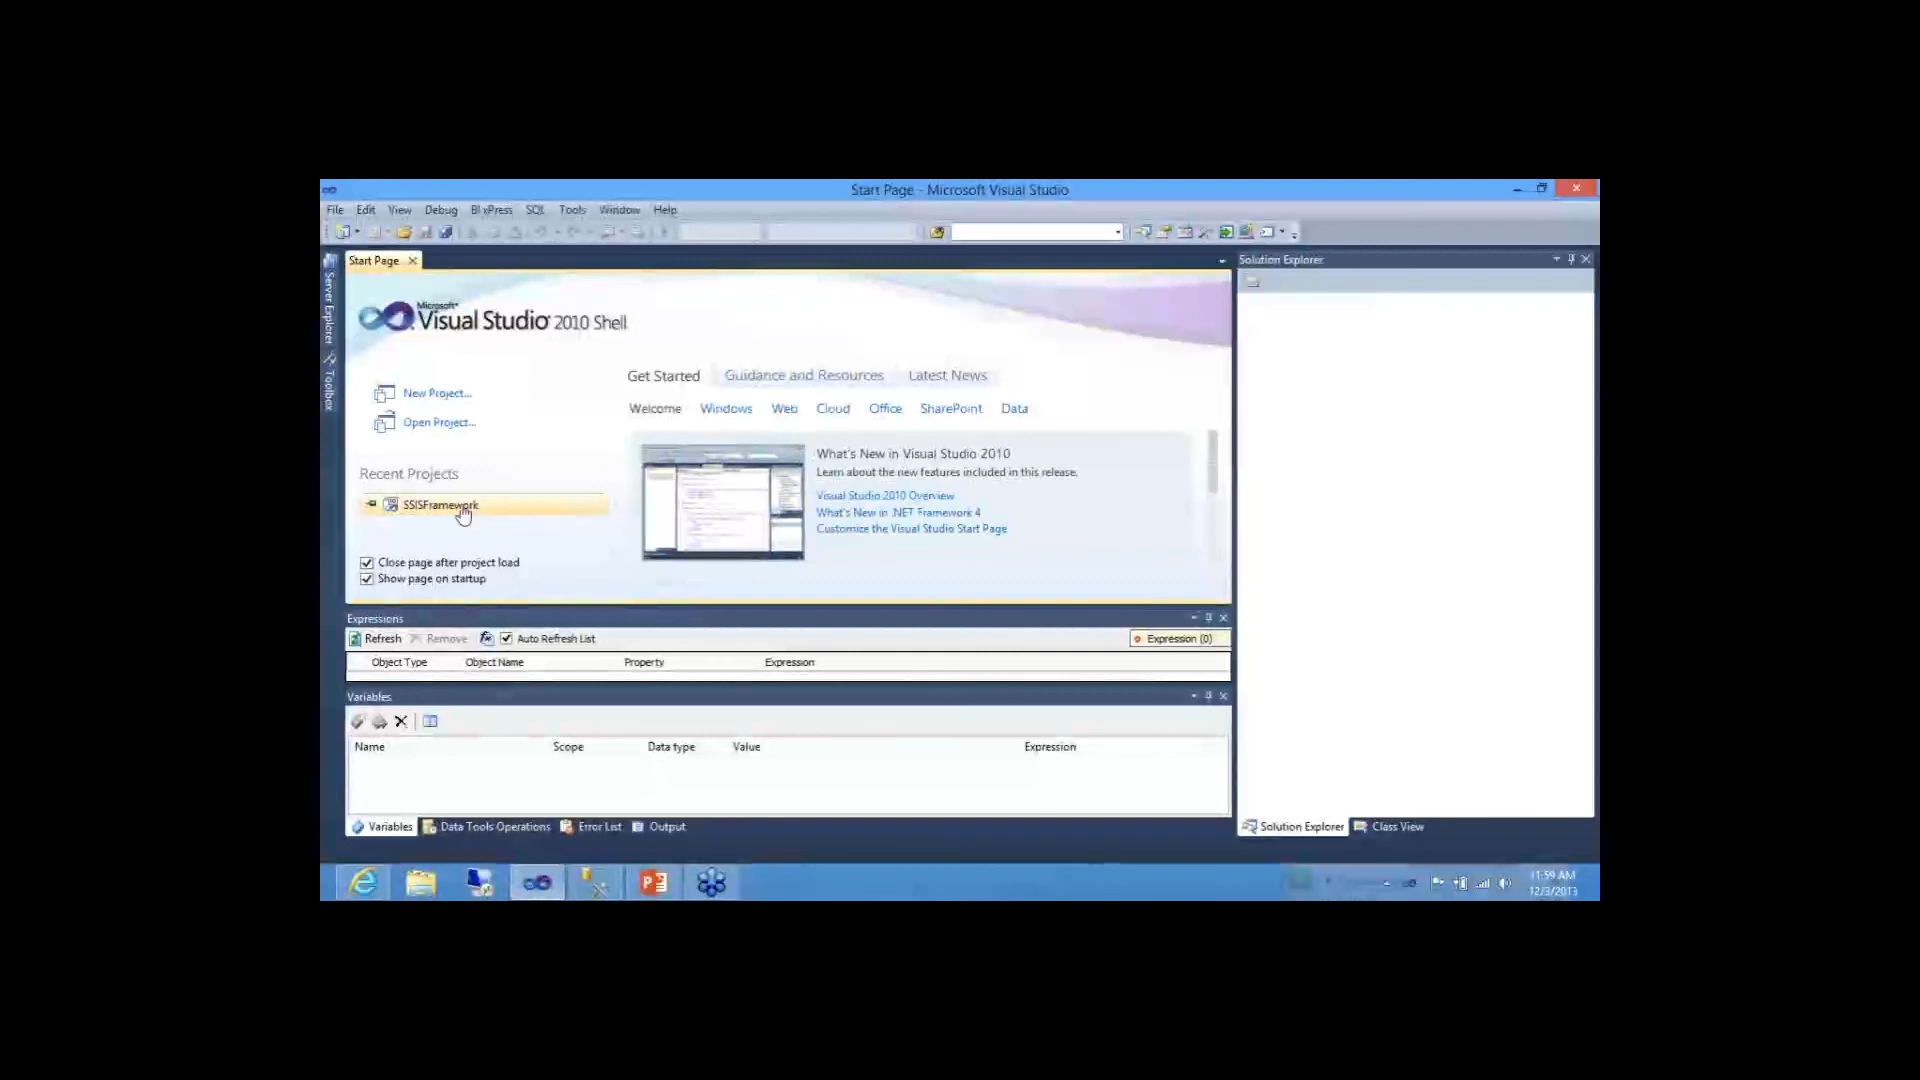 Start Page - Microsoft Visual Studio
File Edit View Debug BI xPress SQL Tools Window Help
Start Page
Solution Explorer
Server Explorer
Toolbox
Microsoft
Visual Studio 2010 Shell
Get Started Guidance and Resources Latest News
New Project...
Welcome Windows Web Cloud Office SharePoint Data
Open Project...
What's New in Visual Studio 2010
Learn about the new features included in this release.
Recent Projects
Visual Studio 2010 Overview
SSISFramework
What's New in .NET Framework 4
Customize the Visual Studio Start Page
Close page after project load
Show page on startup
Expressions
Refresh Remove Auto Refresh List Expression (0)
Object Type Object Name Property Expression
Variables
Name Scope Data type Value Expression
Variables Data Tools Operations Error List Output
Solution Explorer Class View
11:59 AM
12/3/2013